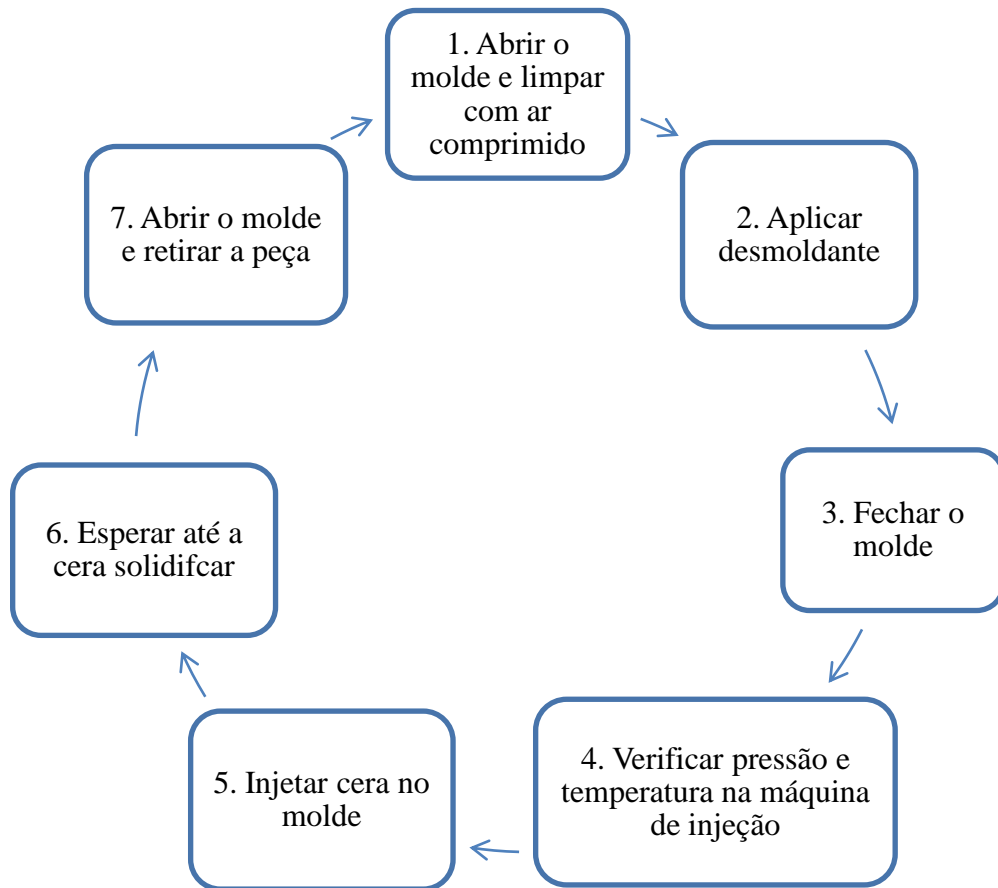 1. Abrir o
molde e limpar
com ar
comprimido
2. Aplicar
desmoldante
3. Fechar o
molde
4. Verificar pressão e
temperatura na máquina
de injeção
5. Injetar cera no
molde
6. Esperar até a
cera solidifcar
7. Abrir o molde
e retirar a peça